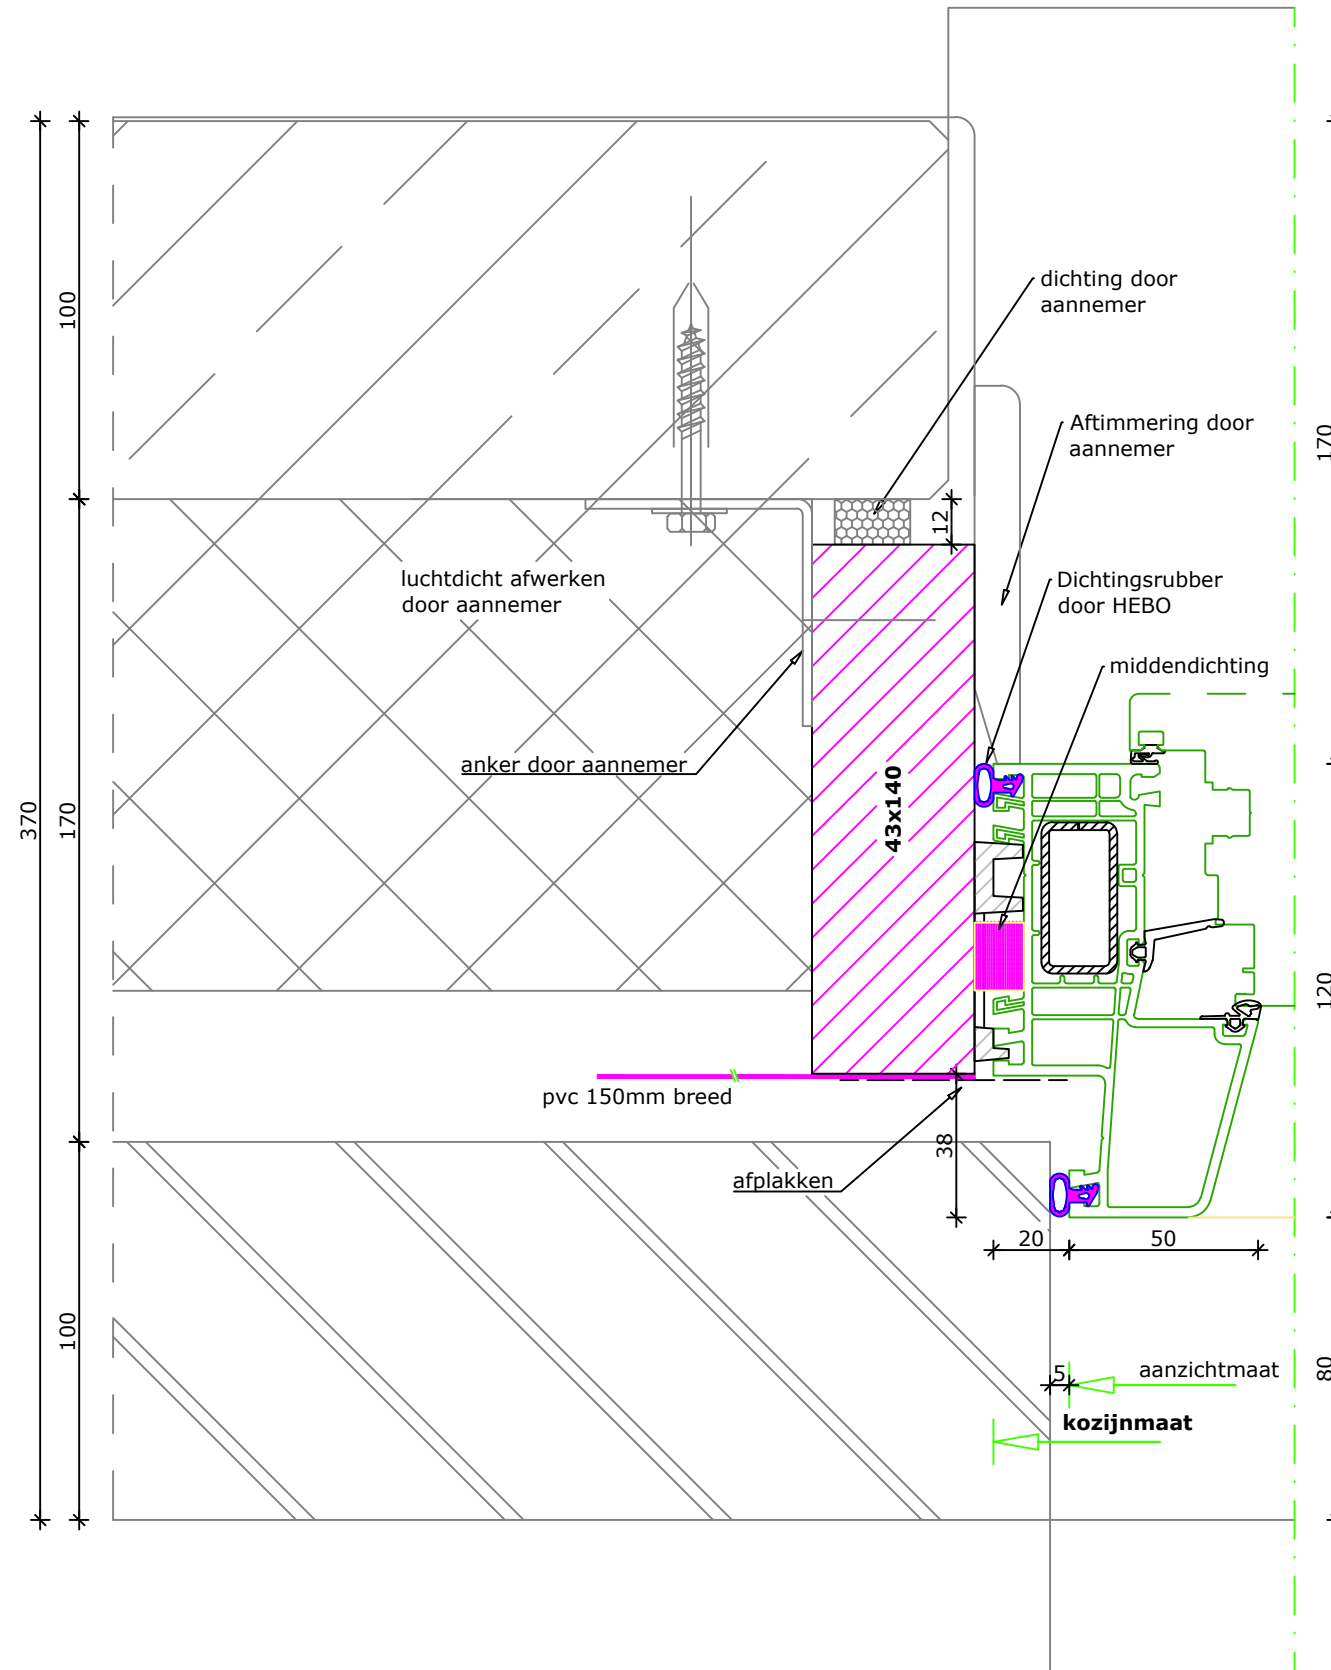 dichting door
aannemer
100
Aftimmering door
aannemer
170
12
luchtdicht afwerken
door aannemer
Dichtingsrubber
door HEBO
middendichting
anker door aannemer
43x140
370
170
120
pvc 150mm breed
38
afplakken
20
50
100
5
aanzichtmaat
80
kozijnmaat